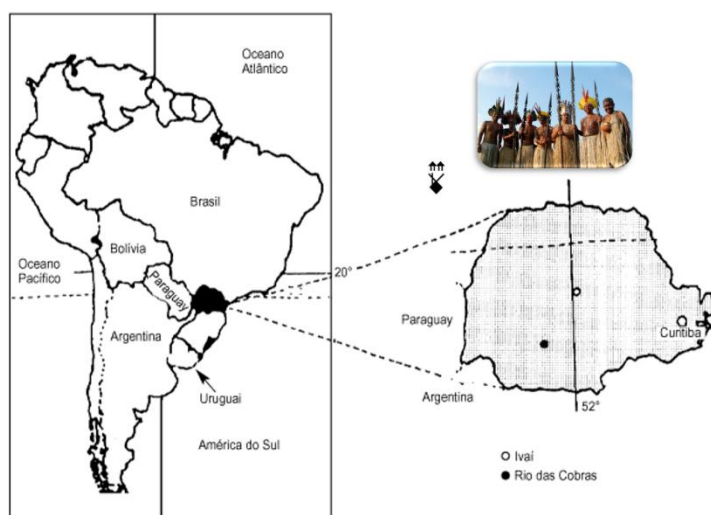 Oceano
Atlântico
Brasil
Bolívia
Oceano
Pacífico
Paraguay
20°
Argentina
Uruguai
América do Sul
Paraguay
Curitiba
Argentina
52°
Ivaí
Rio das Cobras